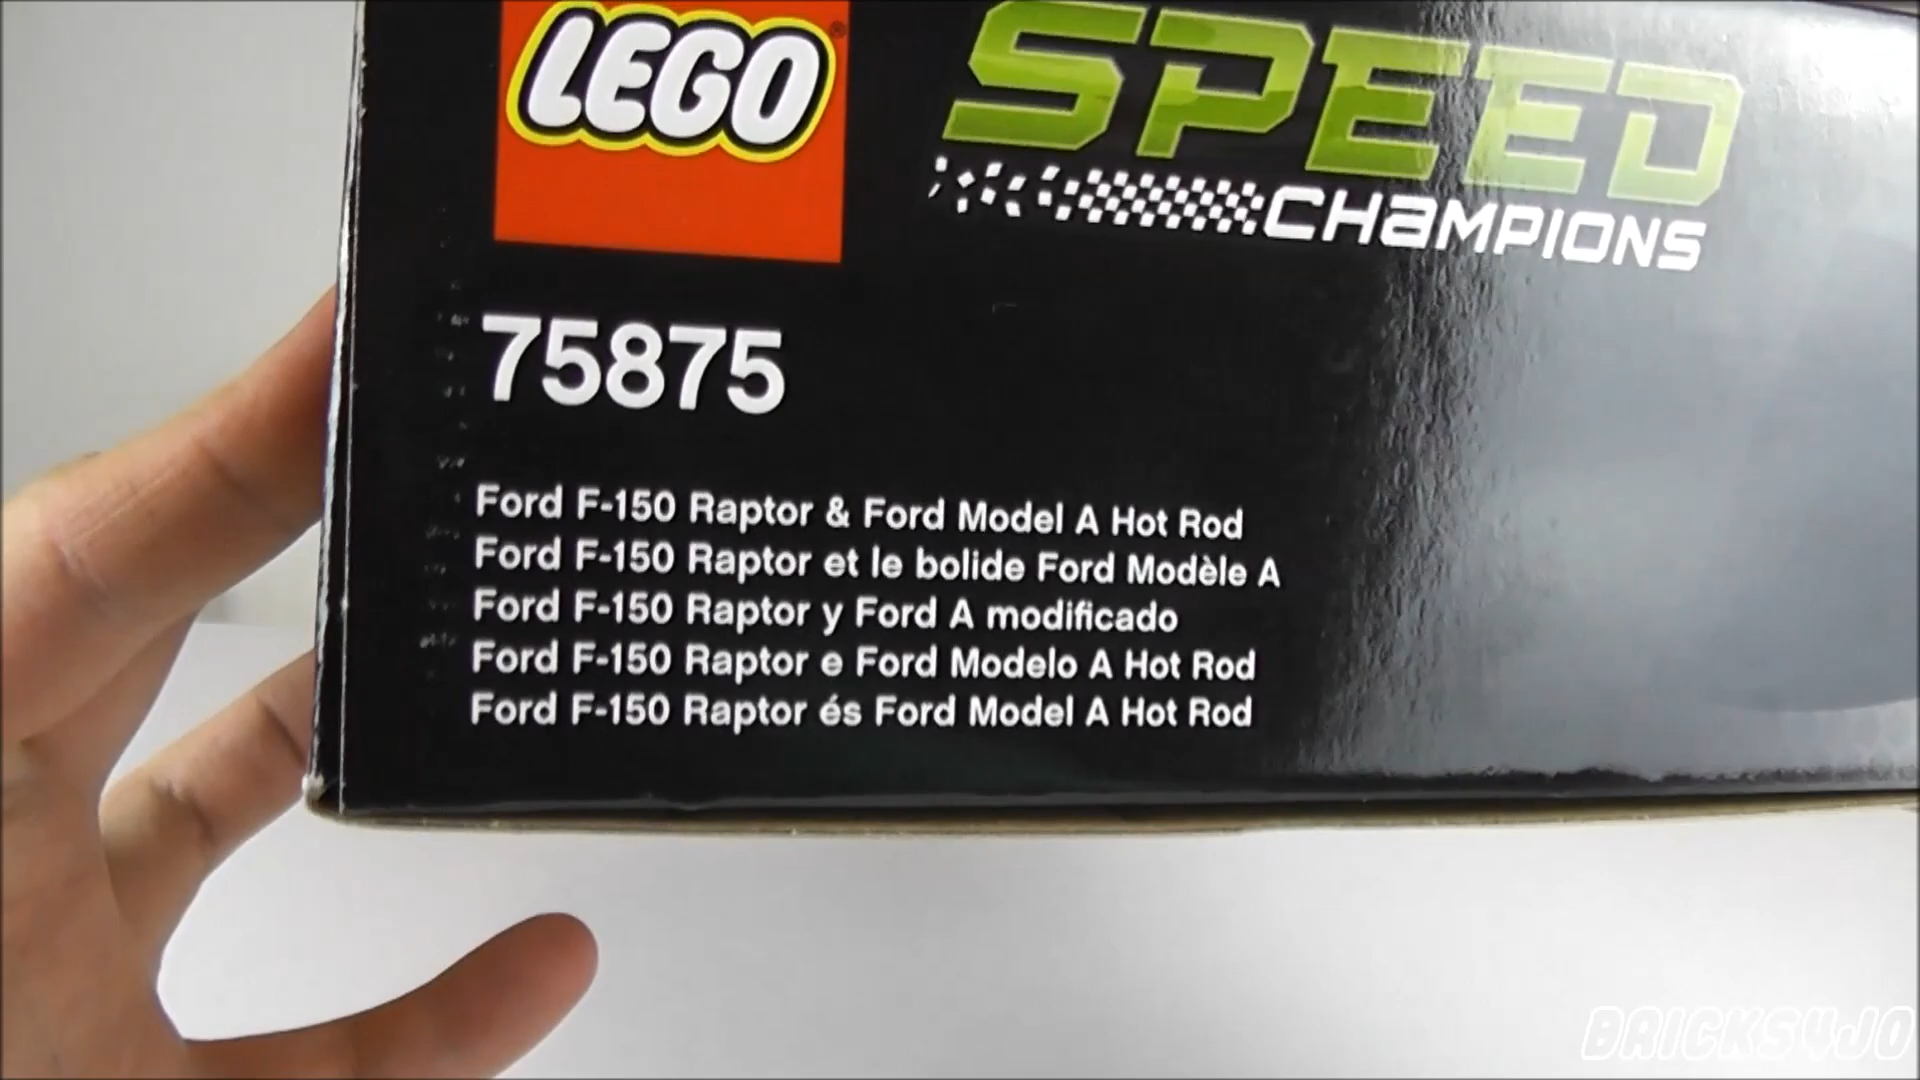 LEGO®
SPEED
CHAMPIONS
75875
Ford F-150 Raptor & Ford Model A Hot Rod
Ford F-150 Raptor et le bolide Ford Modèle A
Ford F-150 Raptor y Ford A modificado
Ford F-150 Raptor e Ford Modelo A Hot Rod
Ford F-150 Raptor és Ford Model A Hot Rod
BRICKS4JO